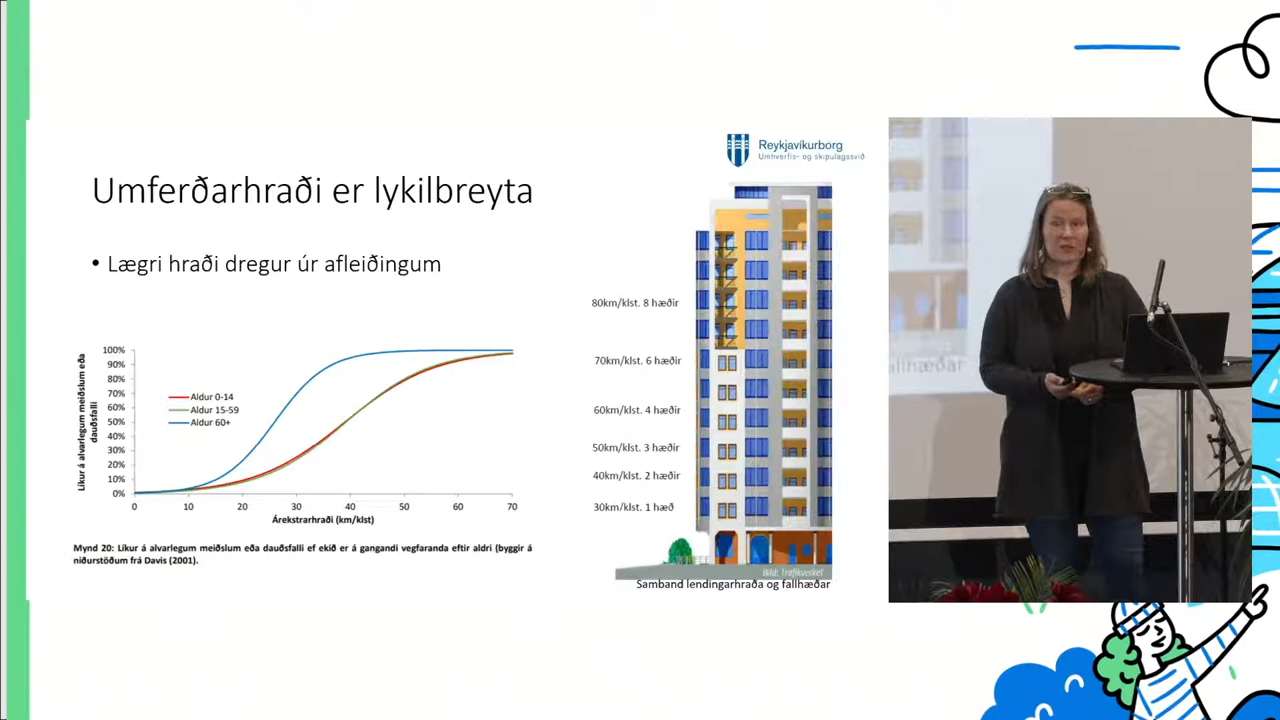 Reykjavíkurborg
Umhverfis- og skipulagssvið
Umferðarhraði er lykilbreyta
• Lægri hraði dregur úr afleiðingum
Líkur á alvarlegum meiðslum eða
dauðsfalli
100%
90%
80%
70%
60%
50%
40%
30%
20%
10%
0%
Aldur 0-14
Aldur 15-59
Aldur 60+
0 10 20 30 40 50 60 70
Árekstrarhraði (km/klst)
Mynd 20: Líkur á alvarlegum meiðslum eða dauðsfalli ef ekið er á gangandi vegfaranda eftir aldri (byggir á
niðurstöðum frá Davis (2001).
80km/klst. 8 hæðir
70km/klst. 6 hæðir
60km/klst. 4 hæðir
50km/klst. 3 hæðir
40km/klst. 2 hæðir
30km/klst. 1 hæð
Bild: Trafikverket
Samband lendingarhraða og fallhæðar
fallhæðar